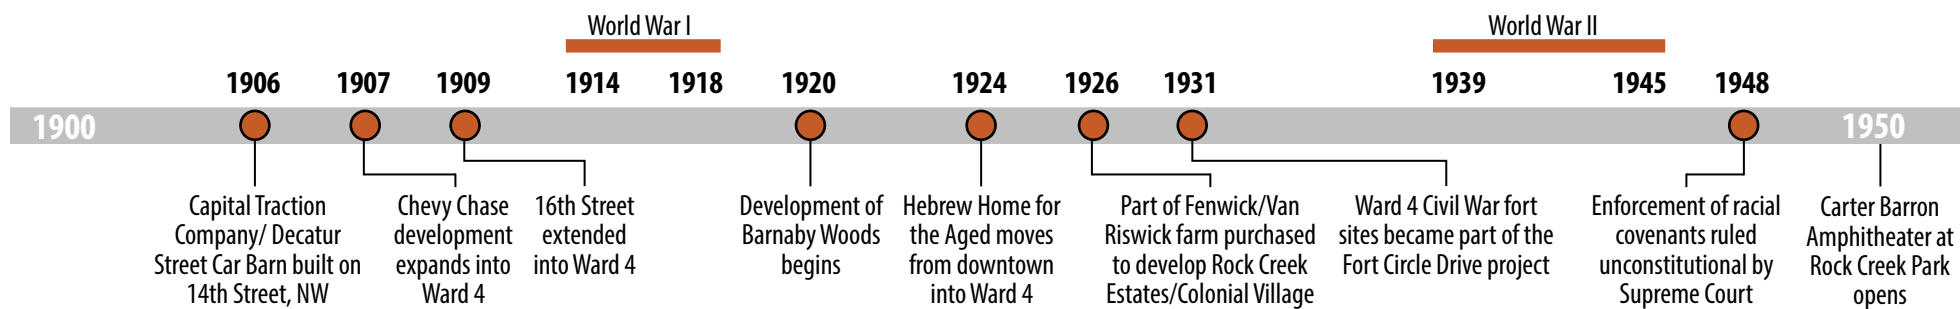 World War I
World War II
1906
1907
1909
1914
1918
1920
1924
1926
1931
1939
1945
1948
1900
1950
Capital Traction
Company/ Decatur
Street Car Barn built on
14th Street, NW
Chevy Chase
development
expands into
Ward 4
16th Street
extended
into Ward 4
Development of
Barnaby Woods
begins
Hebrew Home for
the Aged moves
from downtown
into Ward 4
Part of Fenwick/Van
Riswick farm purchased
to develop Rock Creek
Estates/Colonial Village
Ward 4 Civil War fort
sites became part of the
Fort Circle Drive project
Enforcement of racial
covenants ruled
unconstitutional by
Supreme Court
Carter Barron
Amphitheater at
Rock Creek Park
opens